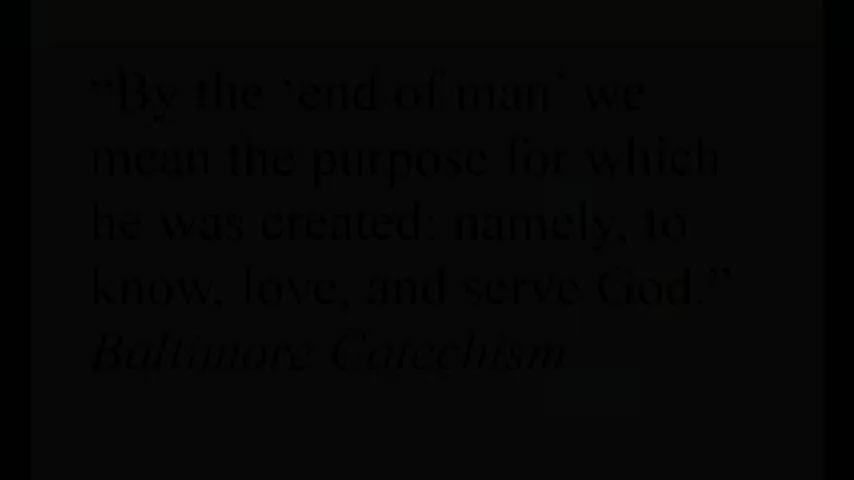 “By the ‘end of man’ we
mean the purpose for which
he was created: namely, to
know, love, and serve God.”
Baltimore Catechism